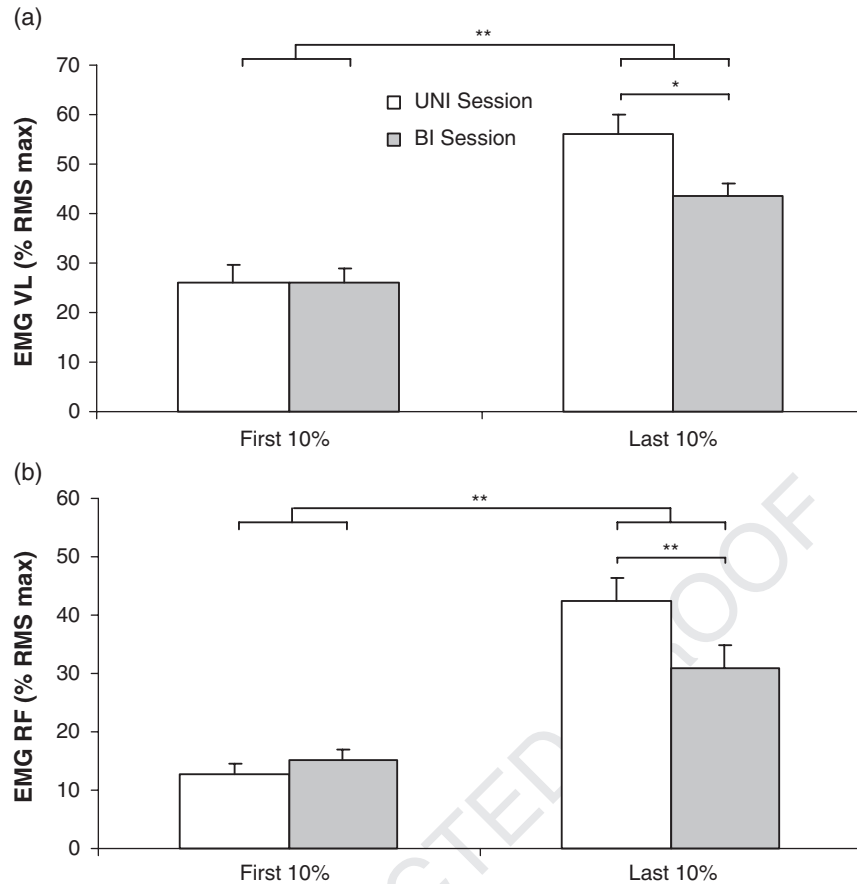 (a)
**
70
UNI Session
*
60
BI Session
50
40
30
20
10
0
EMG VL (% RMS max)
First 10%
Last 10%
(b)
60
**
50
**
40
30
20
10
0
EMG RF (% RMS max)
First 10%
Last 10%